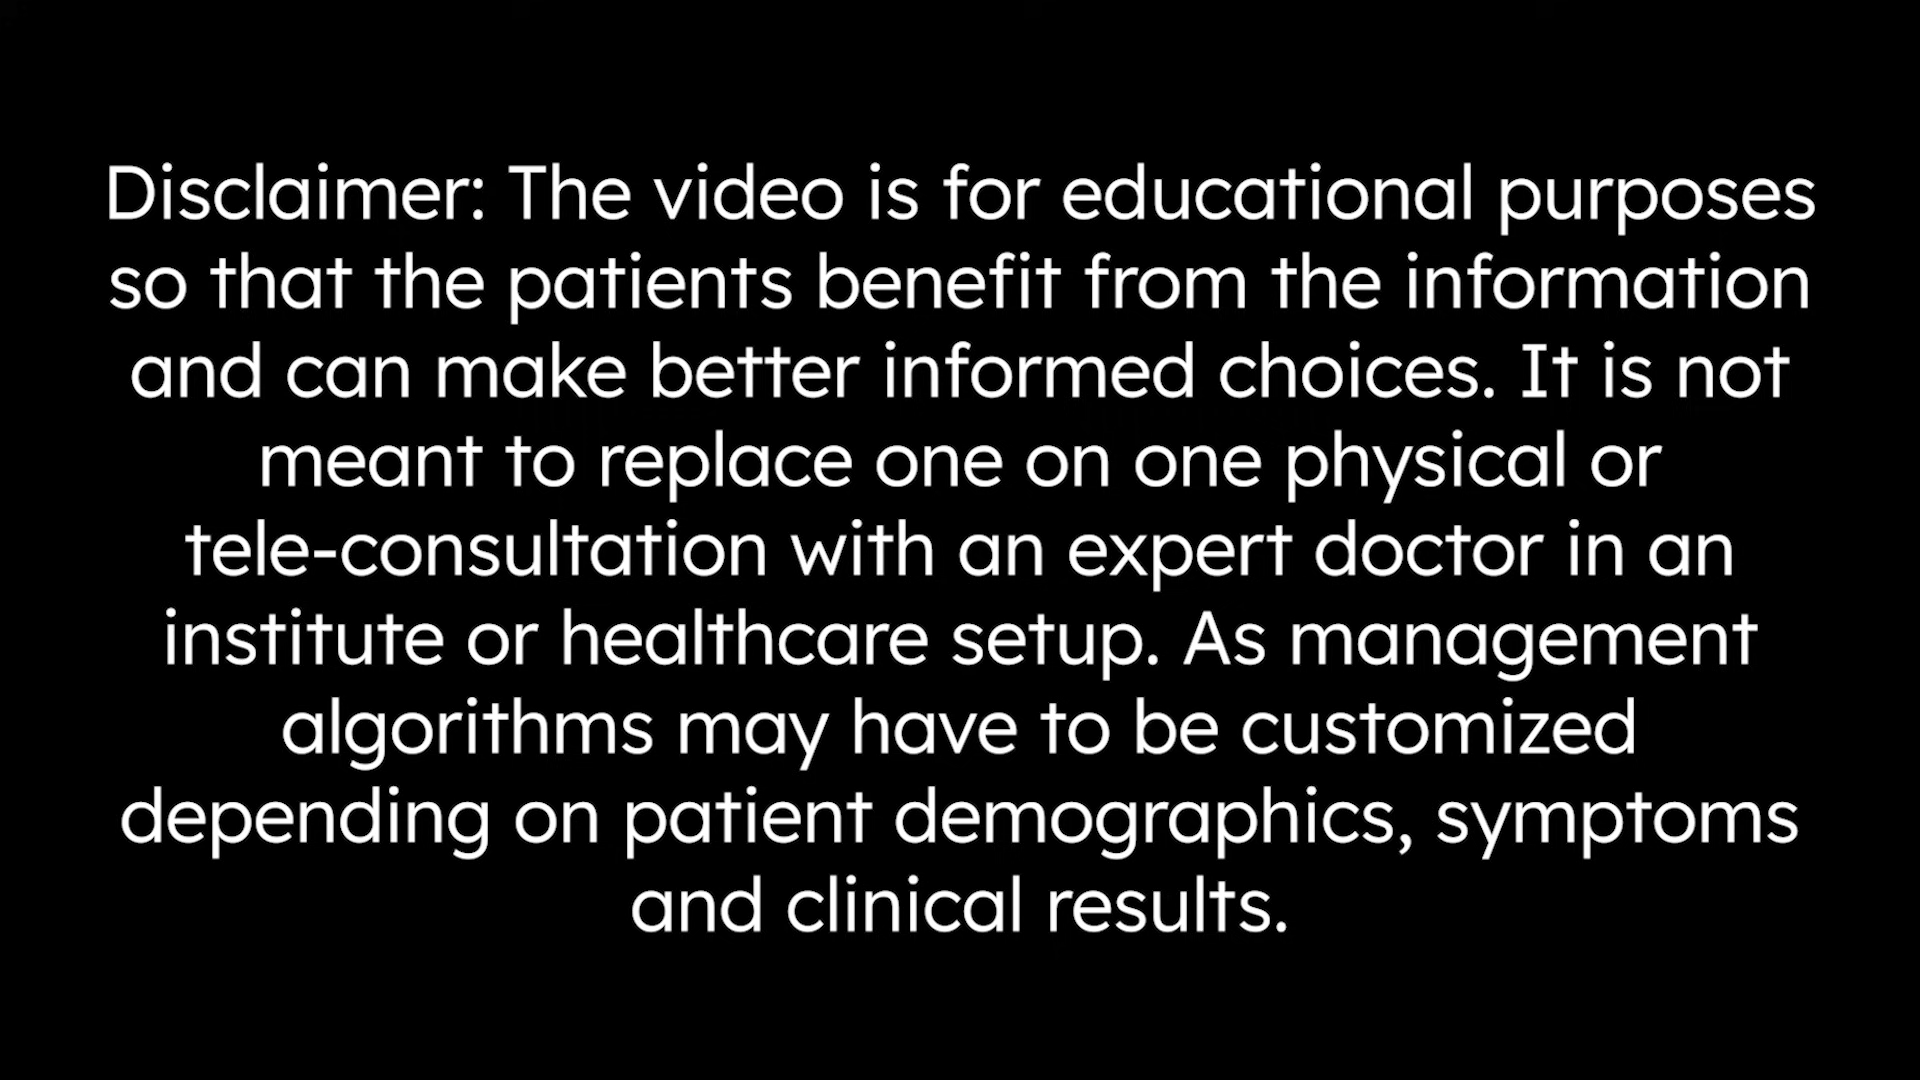 Disclaimer: The video is for educational purposes
so that the patients benefit from the information
and can make better informed choices. It is not
meant to replace one on one physical or
tele-consultation with an expert doctor in an
institute or healthcare setup. As management
algorithms may have to be customized
depending on patient demographics, symptoms
and clinical results.